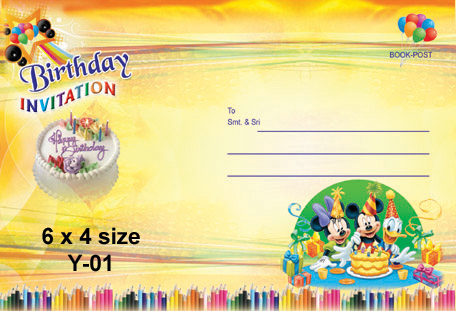 Birthday
INVITATION
BOOK-POST
To
Smt. & Sri
Happy
Birthday
6 x 4 size
Y-01